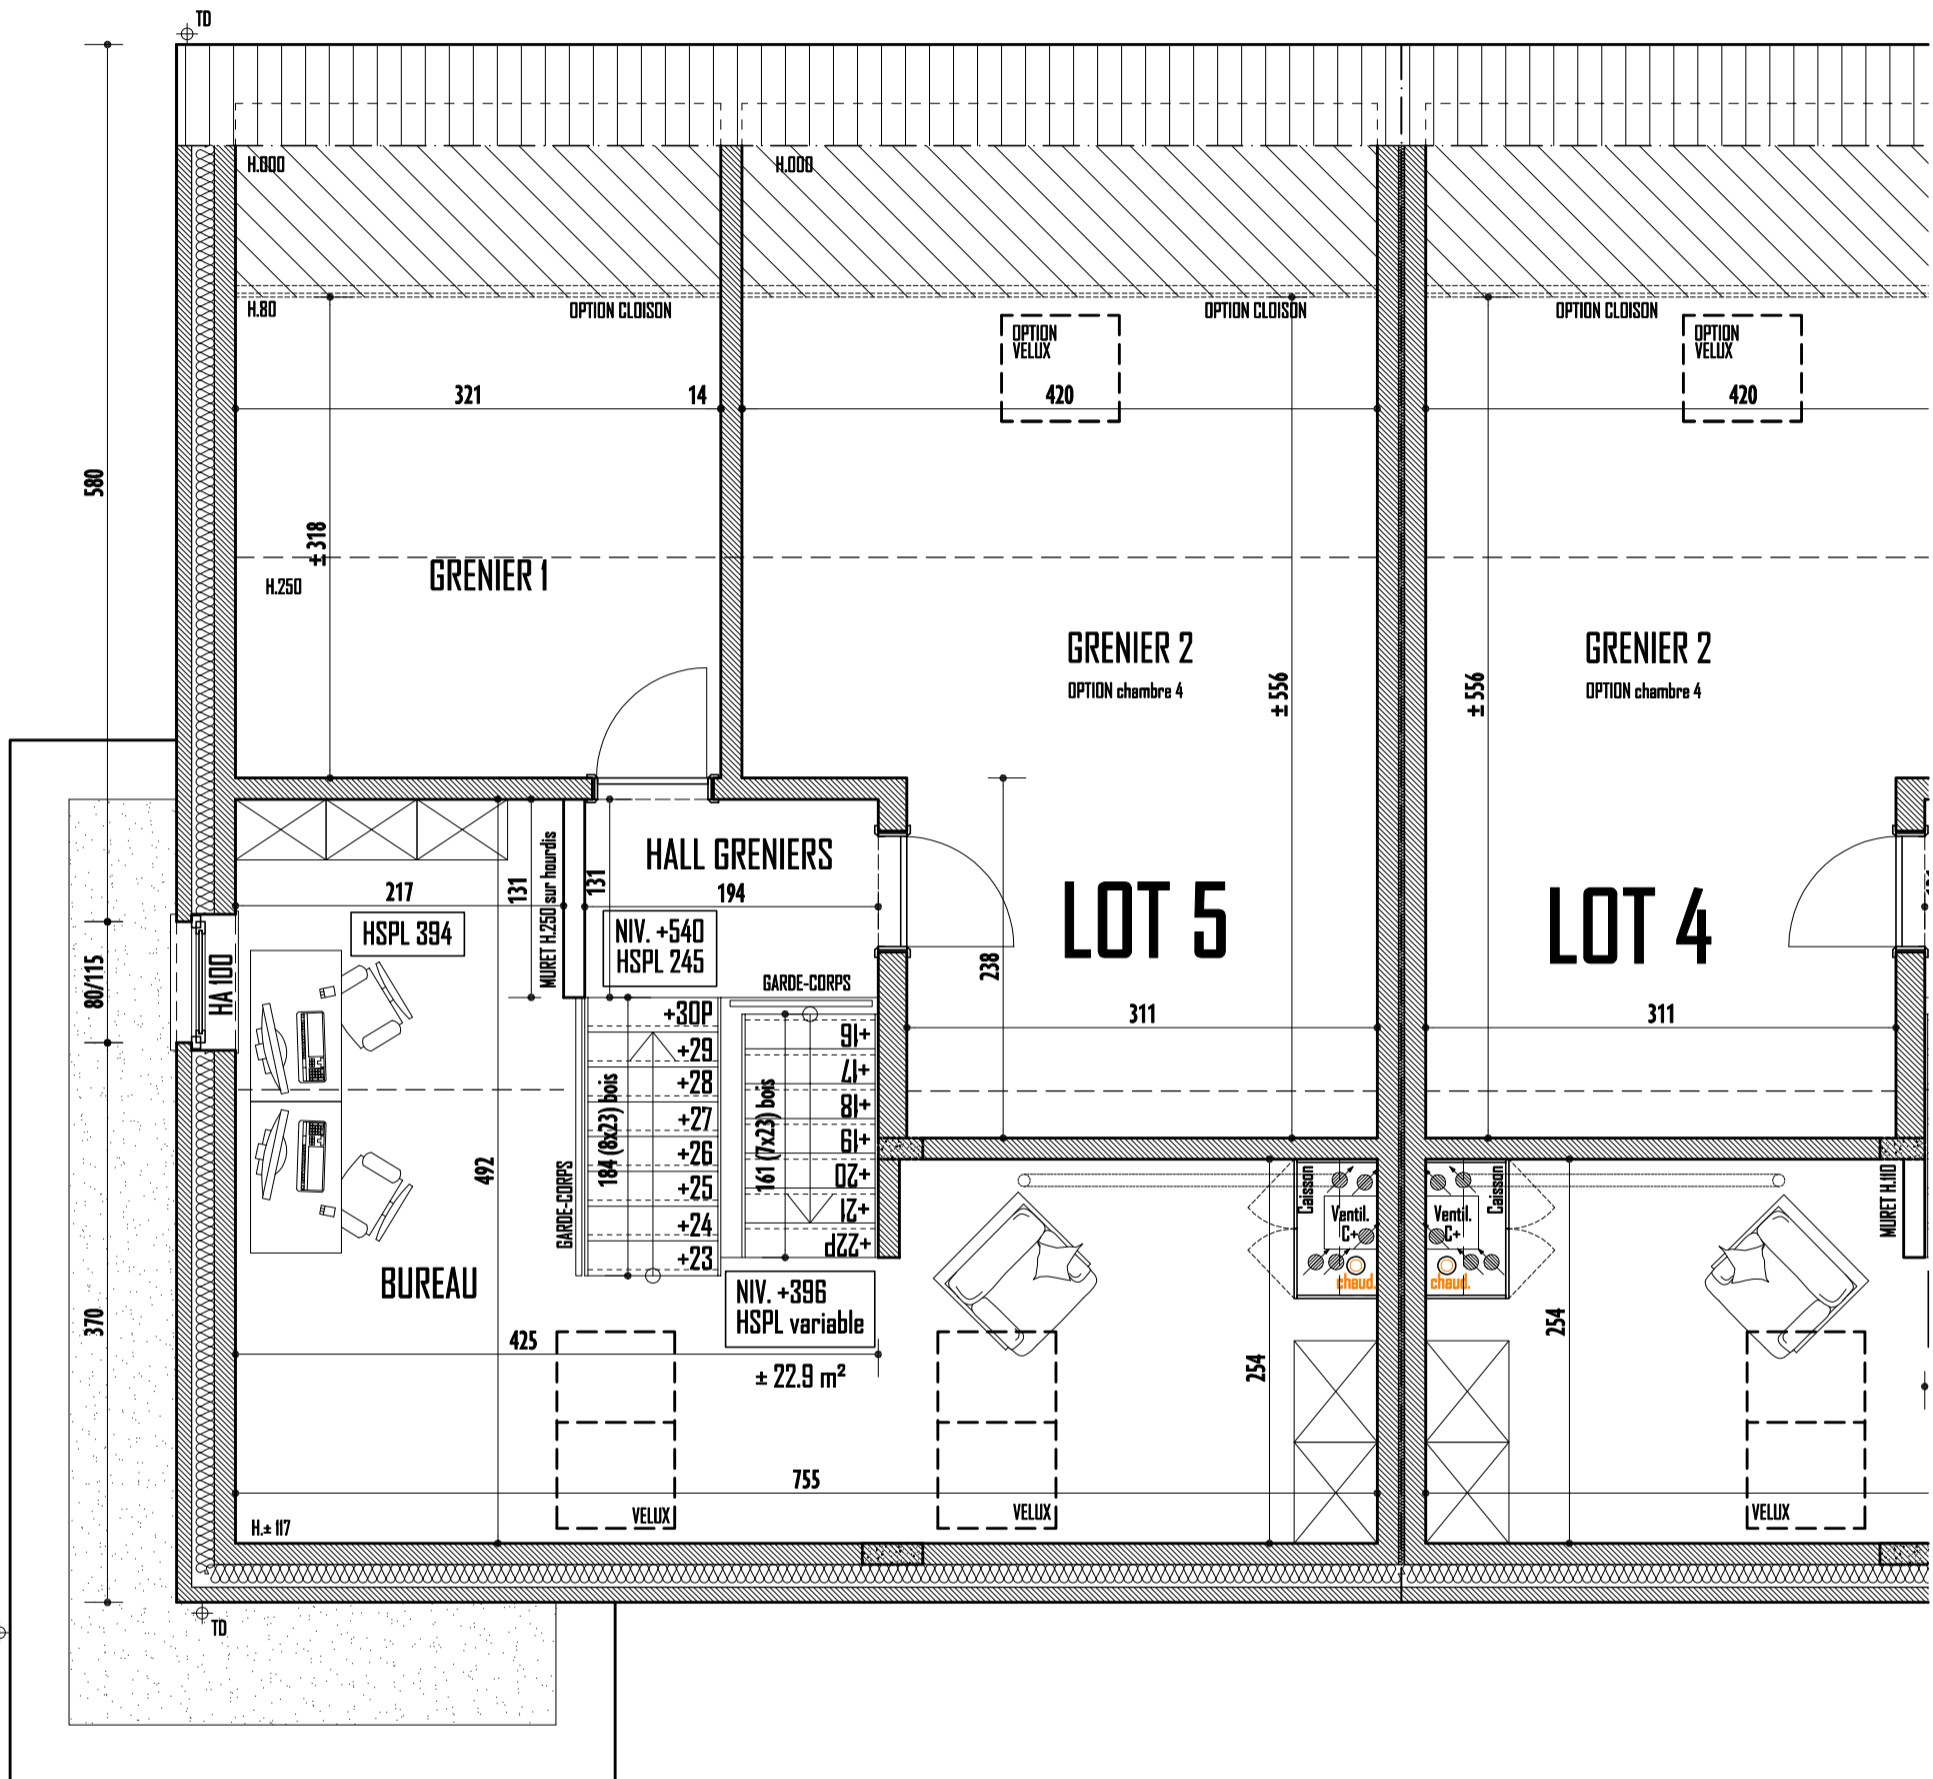 TD
H.000
H.000
H.80
OPTION CLOISON
OPTION CLOISON
OPTION CLOISON
OPTION
VELUX
OPTION
VELUX
321
14
420
420
580
± 318
GRENIER 1
H.250
GRENIER 2
OPTION chambre 4
GRENIER 2
OPTION chambre 4
± 556
± 556
HALL GRENIERS
131
131
MURET H.250 sur hourdis
217
194
LOT 5
LOT 4
HSPL 394
NIV. +540
HSPL 245
80/115
HA 100
238
GARDE-CORPS
311
311
+30P
+29
+28
+27
+26
+25
+24
+23
184 (8x23) bois
161 (7x23) bois
+16
+17
+18
+19
+20
+21
+22P
492
GARDE-CORPS
Caisson
Ventil.
C+
chaud.
Ventil.
C+
chaud.
Caisson
MURET H.110
BUREAU
NIV. +396
HSPL variable
± 22.9 m²
370
425
254
254
755
VELUX
VELUX
VELUX
H.± 117
TD